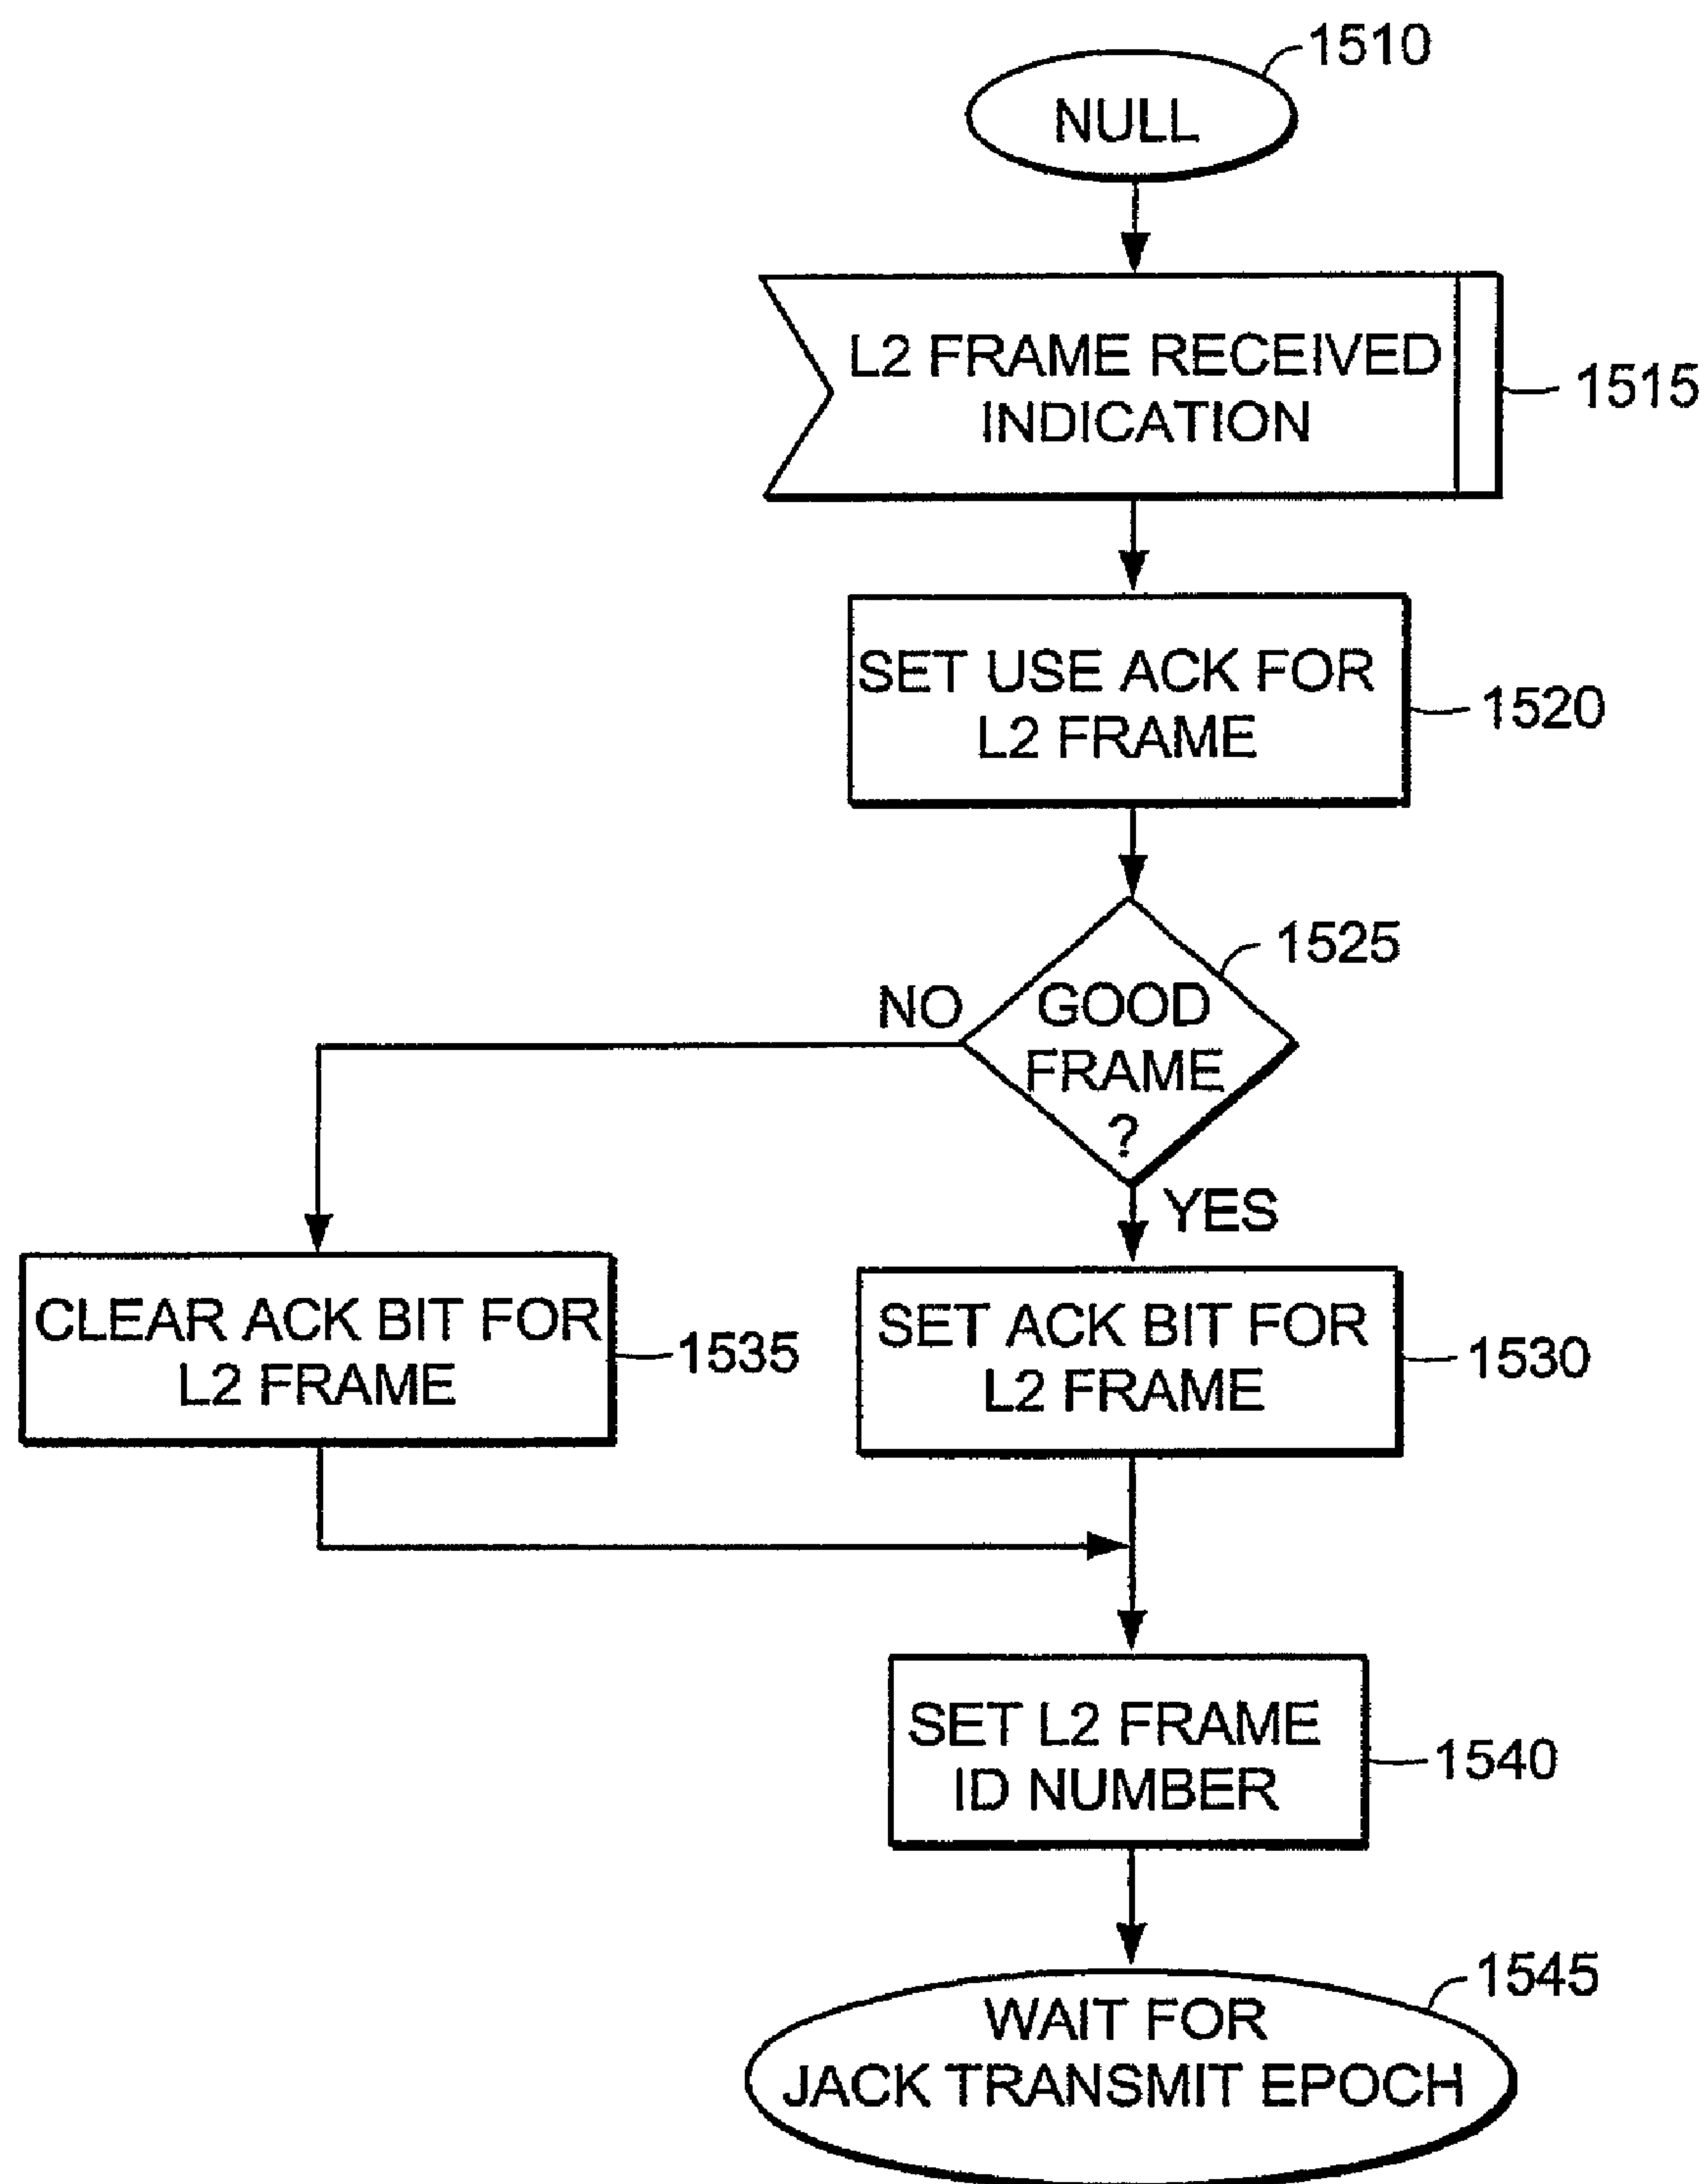 1510
NULL
L2 FRAME RECEIVED
INDICATION
1515
SET USE ACK FOR
L2 FRAME
1520
1525
NO
GOOD
FRAME
?
YES
CLEAR ACK BIT FOR
L2 FRAME
1535
SET ACK BIT FOR
L2 FRAME
1530
SET L2 FRAME
ID NUMBER
1540
1545
WAIT FOR
JACK TRANSMIT EPOCH